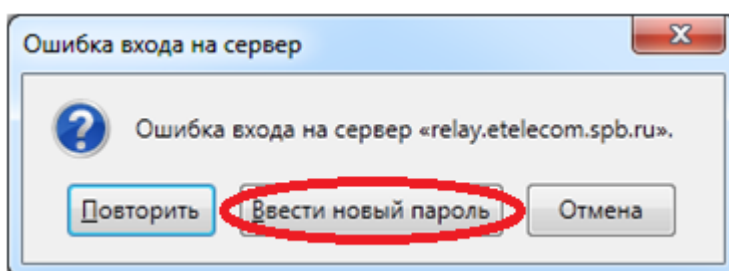 Ошибка входа на сервер
Ошибка входа на сервер «relay.etelecom.spb.ru».
Повторить Ввести новый пароль Отмена